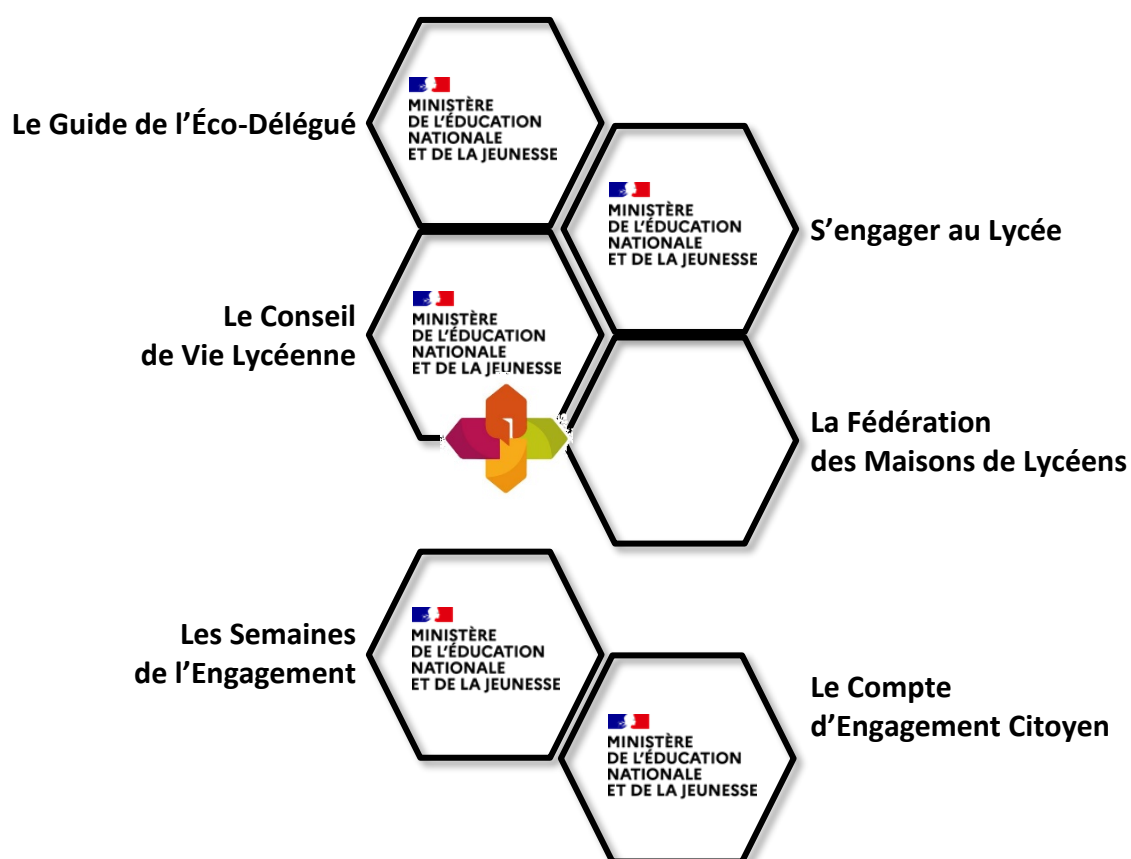 Le Guide de l’Éco-Délégué
MINISTÈRE
DE L’ÉDUCATION
NATIONALE
ET DE LA JEUNESSE
S’engager au Lycée
MINISTÈRE
DE L’ÉDUCATION
NATIONALE
ET DE LA JEUNESSE
Le Conseil
de Vie Lycéenne
MINISTÈRE
DE L’ÉDUCATION
NATIONALE
ET DE LA JEUNESSE
La Fédération
des Maisons de Lycéens
Les Semaines
de l’Engagement
MINISTÈRE
DE L’ÉDUCATION
NATIONALE
ET DE LA JEUNESSE
Le Compte
d’Engagement Citoyen
MINISTÈRE
DE L’ÉDUCATION
NATIONALE
ET DE LA JEUNESSE